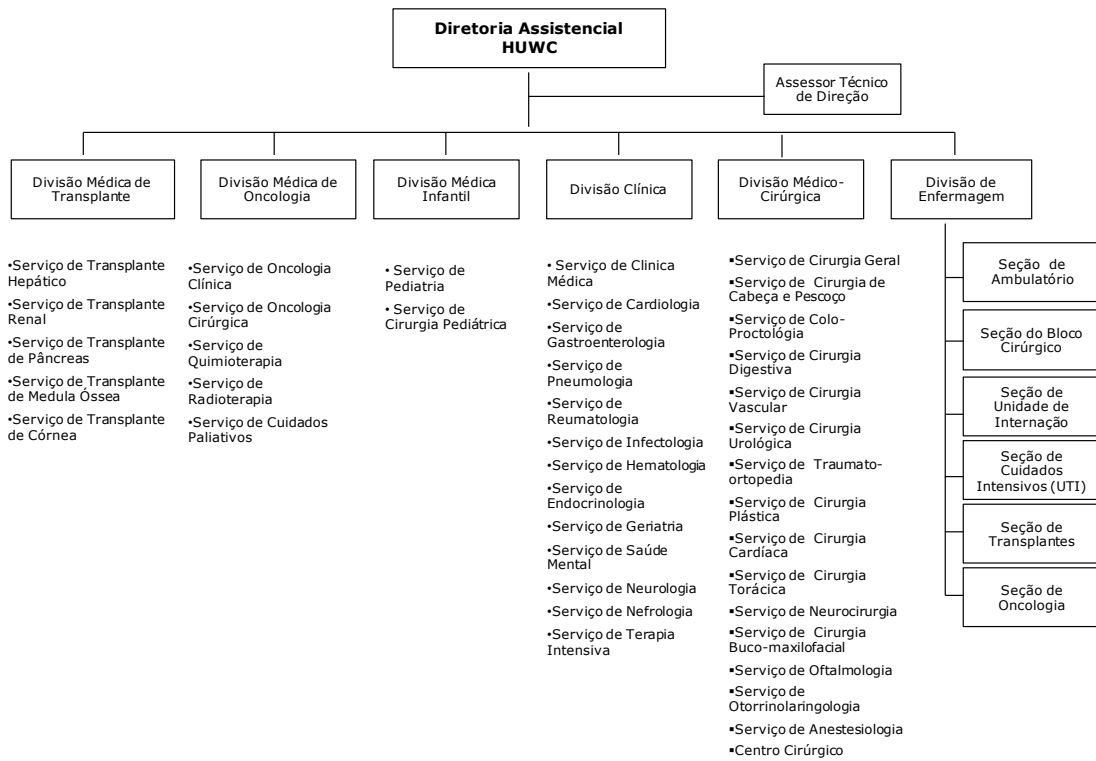 Diretoria Assistencial
HUWC
Assessor Técnico
de Direção
Divisão Médica de
Transplante
Divisão Médica de
Oncologia
Divisão Médica
Infantil
Divisão Clínica
Divisão Médico-
Cirúrgica
Divisão de
Enfermagem
•Serviço de Transplante
Hepático
•Serviço de Transplante
Renal
•Serviço de Transplante
de Pâncreas
•Serviço de Transplante
de Medula Óssea
•Serviço de Transplante
de Córnea
•Serviço de Oncologia
Clínica
•Serviço de Oncologia
Cirúrgica
•Serviço de
Quimioterapia
•Serviço de
Radioterapia
•Serviço de Cuidados
Paliativos
• Serviço de
Pediatria
• Serviço de
Cirurgia Pediátrica
• Serviço de Clinica
Médica
•Serviço de Cardiologia
•Serviço de
Gastroenterologia
•Serviço de
Pneumologia
•Serviço de
Reumatologia
•Serviço de Infectologia
•Serviço de Hematologia
•Serviço de
Endocrinologia
•Serviço de Geriatria
•Serviço de Saúde
Mental
•Serviço de Neurologia
•Serviço de Nefrologia
•Serviço de Terapia
Intensiva
▪Serviço de Cirurgia Geral
▪Serviço de Cirurgia de
Cabeça e Pescoço
▪Serviço de Colo-
Proctológia
▪Serviço de Cirurgia
Digestiva
▪Serviço de Cirurgia
Vascular
▪Serviço de Cirurgia
Urológica
▪Serviço de Traumato-
ortopedia
▪Serviço de Cirurgia
Plástica
▪Serviço de Cirurgia
Cardíaca
▪Serviço de Cirurgia
Torácica
▪Serviço de Neurocirurgia
▪Serviço de Cirurgia
Buco-maxilofacial
▪Serviço de Oftalmologia
▪Serviço de
Otorrinolaringologia
▪Serviço de Anestesiologia
▪Centro Cirúrgico
Seção de
Ambulatório
Seção do Bloco
Cirúrgico
Seção de
Unidade de
Internação
Seção de
Cuidados
Intensivos (UTI)
Seção de
Transplantes
Seção de
Oncologia